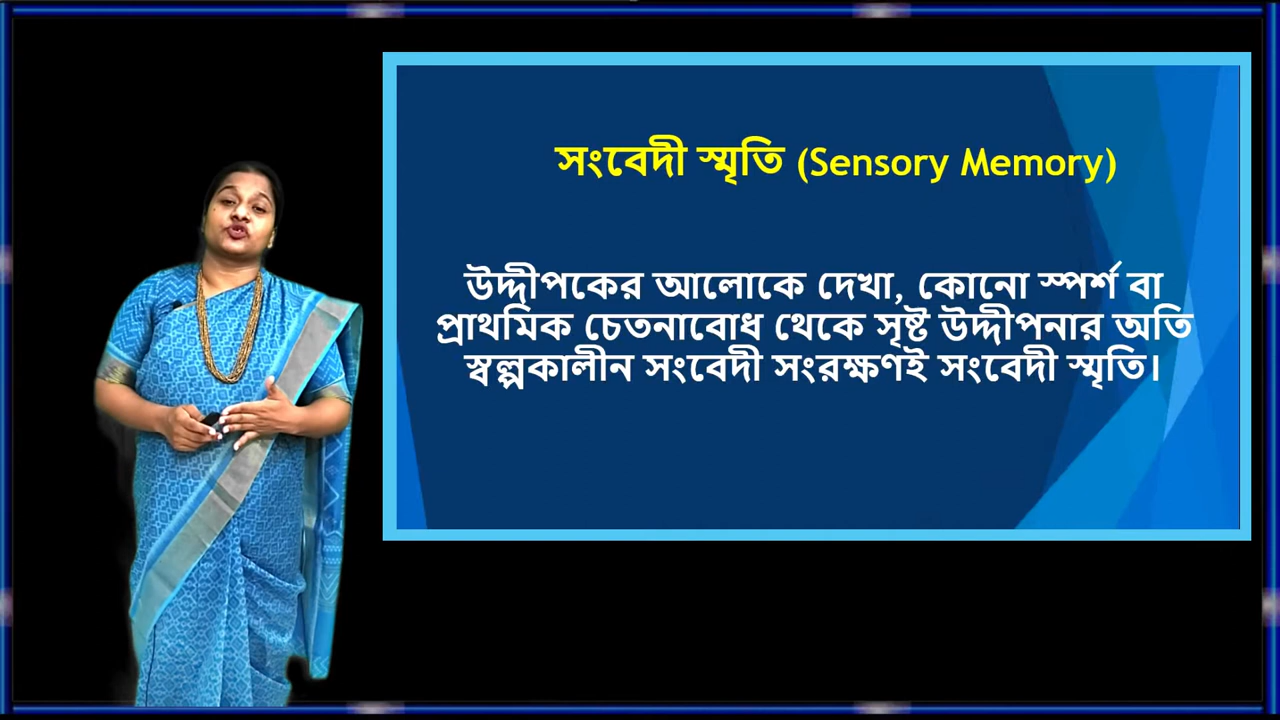 সংবেদী স্মৃতি (Sensory Memory)
উদ্দীপকের আলোকে দেখা, কোনো স্পর্শ বা
প্রাথমিক চেতনাবোধ থেকে সৃষ্ট উদ্দীপনার অতি
স্বল্পকালীন সংবেদী সংরক্ষণই সংবেদী স্মৃতি।